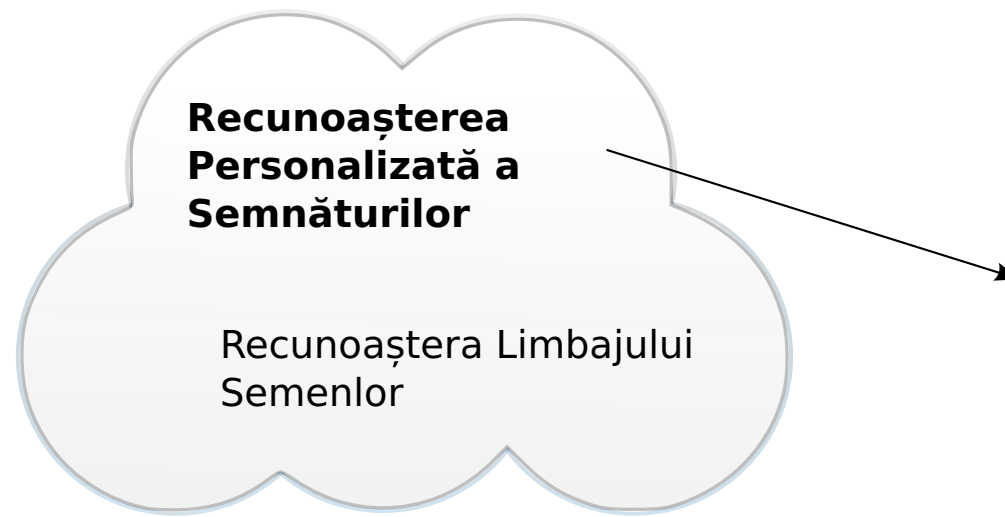 Recunoașterea
Personalizată a
Semnăturilor
Recunoaștera Limbajului
Semenlor